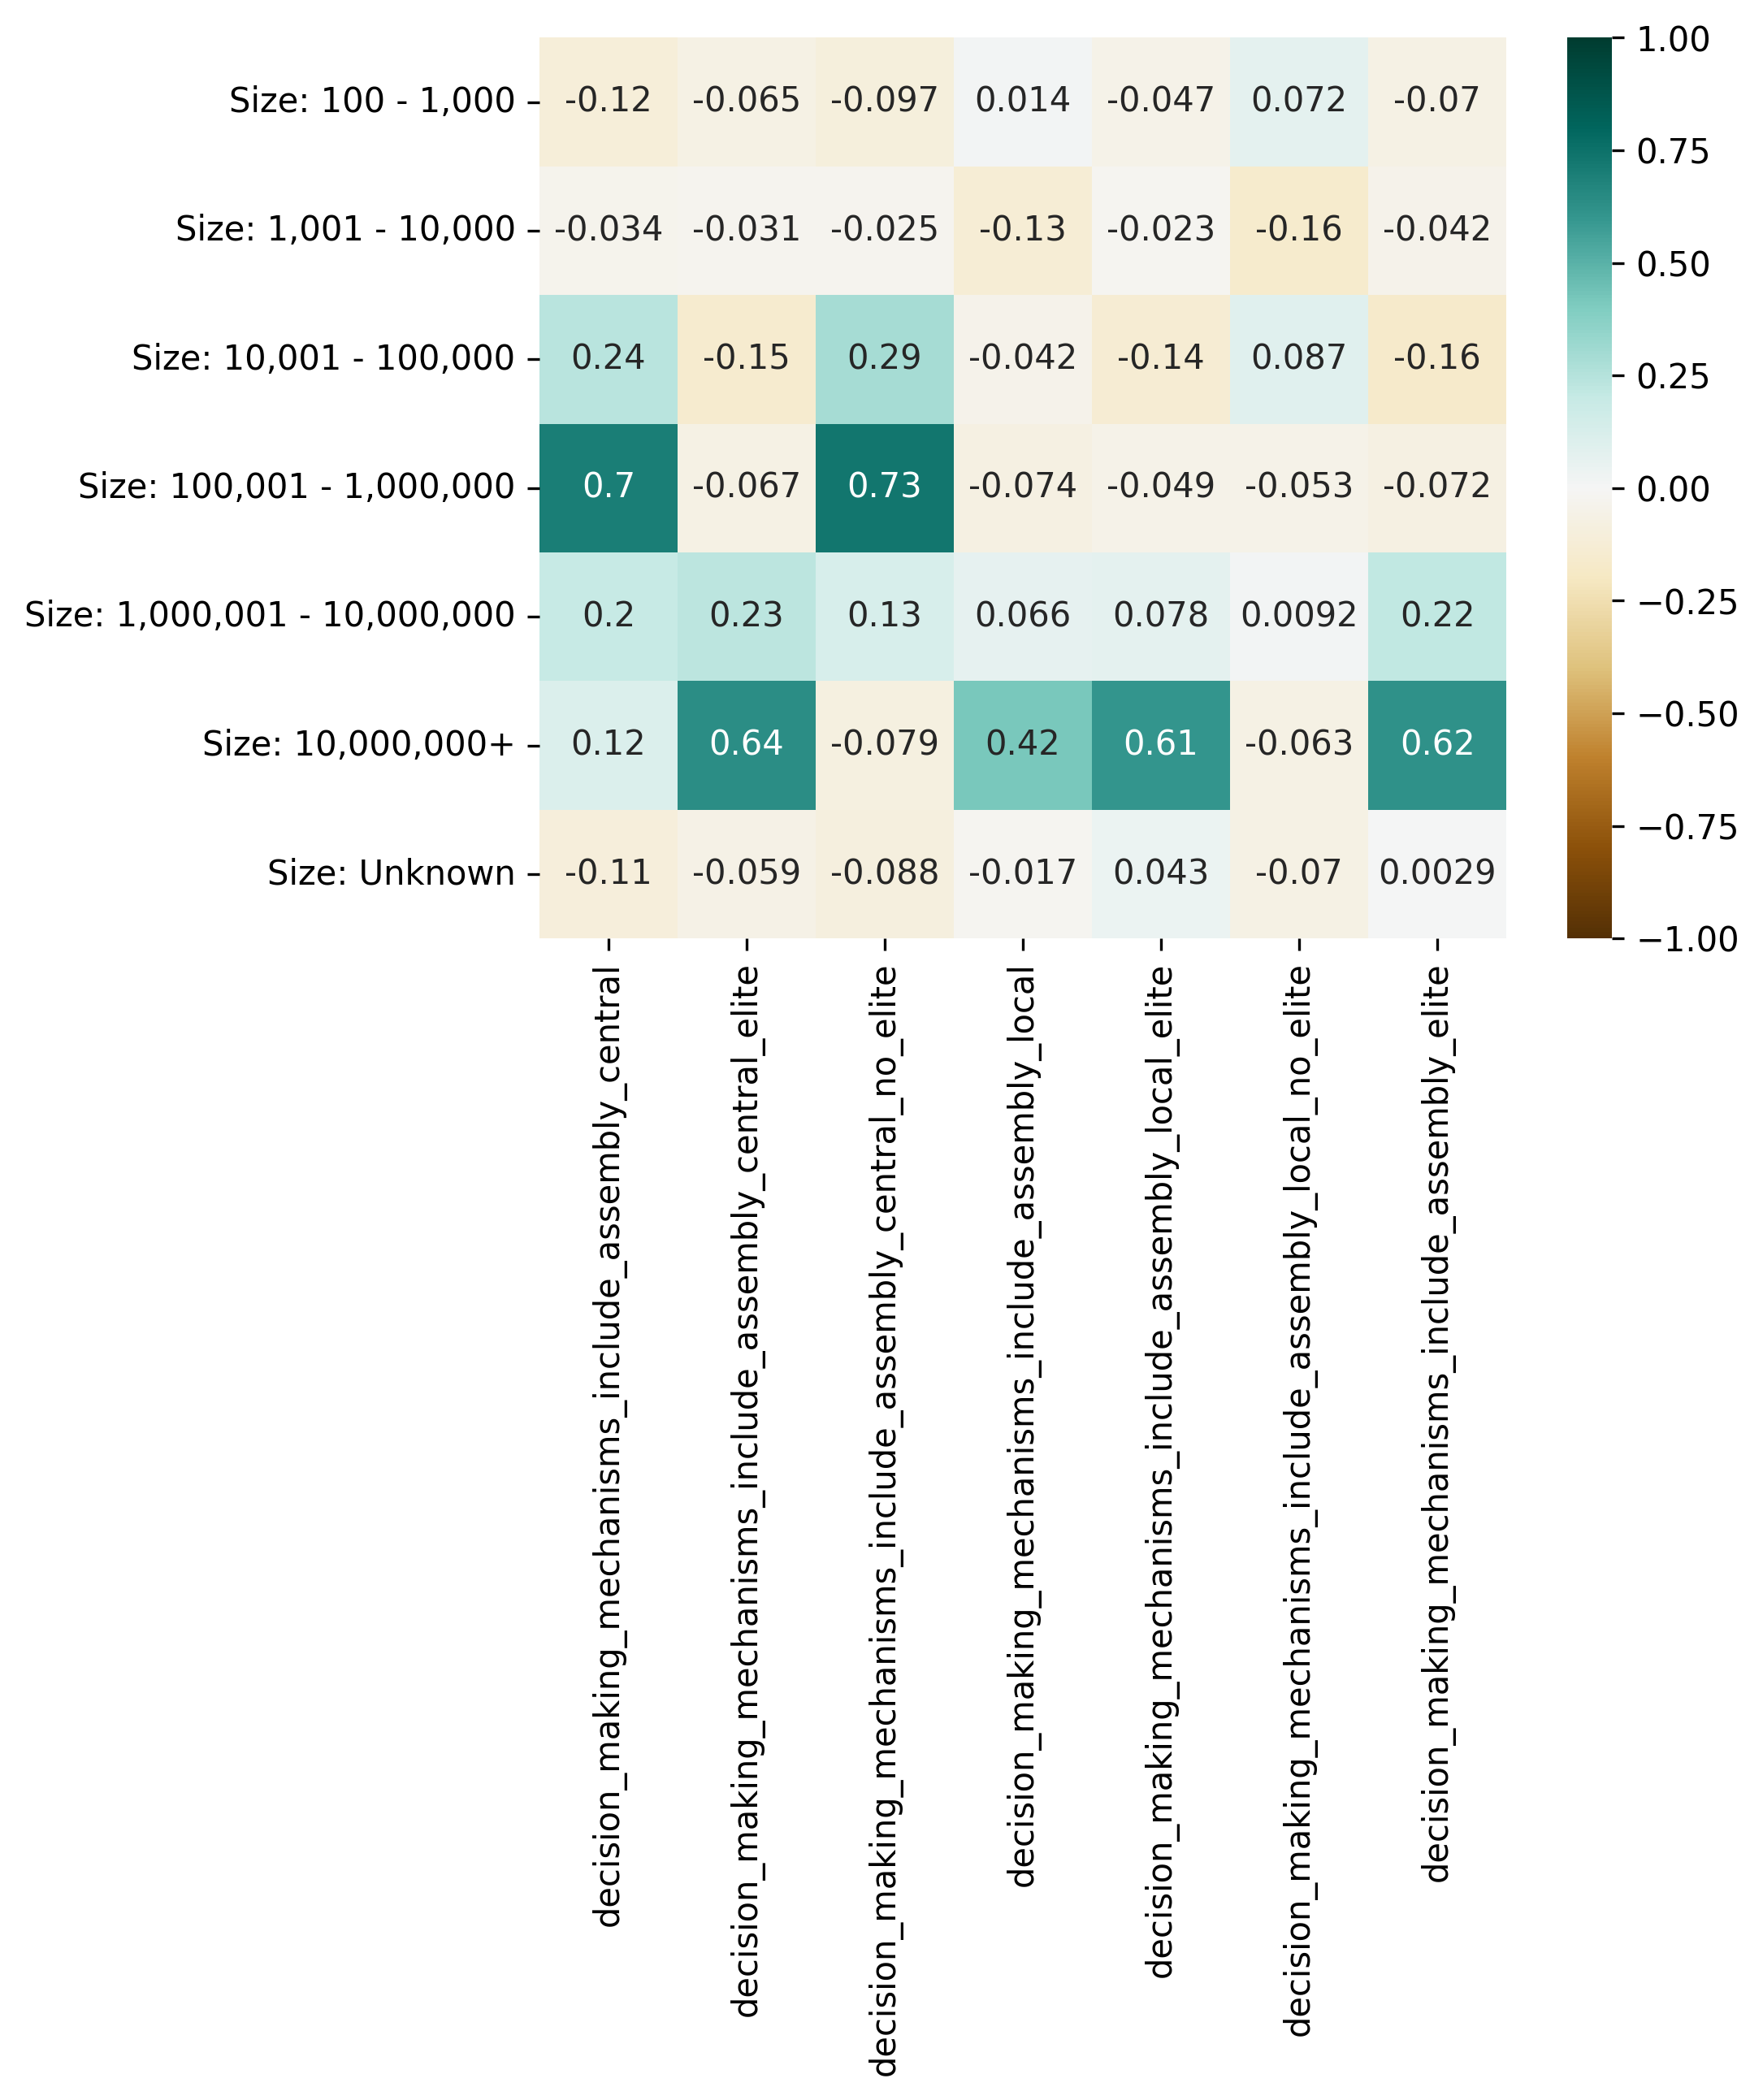 Size: 100 - 1,000 -0.12 -0.065 -0.097 0.014 -0.047 0.072 -0.07
Size: 1,001 - 10,000 -0.034 -0.031 -0.025 -0.13 -0.023 -0.16 -0.042
Size: 10,001 - 100,000 0.24 -0.15 0.29 -0.042 -0.14 0.087 -0.16
Size: 100,001 - 1,000,000 0.7 -0.067 0.73 -0.074 -0.049 -0.053 -0.072
Size: 1,000,001 - 10,000,000 0.2 0.23 0.13 0.066 0.078 0.0092 0.22
Size: 10,000,000+ 0.12 0.64 -0.079 0.42 0.61 -0.063 0.62
Size: Unknown -0.11 -0.059 -0.088 -0.017 0.043 -0.07 0.0029
decision_making_mechanisms_include_assembly_central
decision_making_mechanisms_include_assembly_central_elite
decision_making_mechanisms_include_assembly_central_no_elite
decision_making_mechanisms_include_assembly_local
decision_making_mechanisms_include_assembly_local_elite
decision_making_mechanisms_include_assembly_local_no_elite
decision_making_mechanisms_include_assembly_elite
1.00
0.75
0.50
0.25
0.00
−0.25
−0.50
−0.75
−1.00